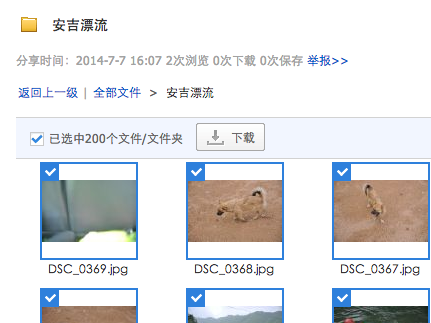 安吉漂流
分享时间：2014-7-7 16:07 2次浏览 0次下载 0次保存 举报>>
返回上一级 | 全部文件 > 安吉漂流
已选中200个文件/文件夹 下载
DSC_0369.jpg DSC_0368.jpg DSC_0367.jpg